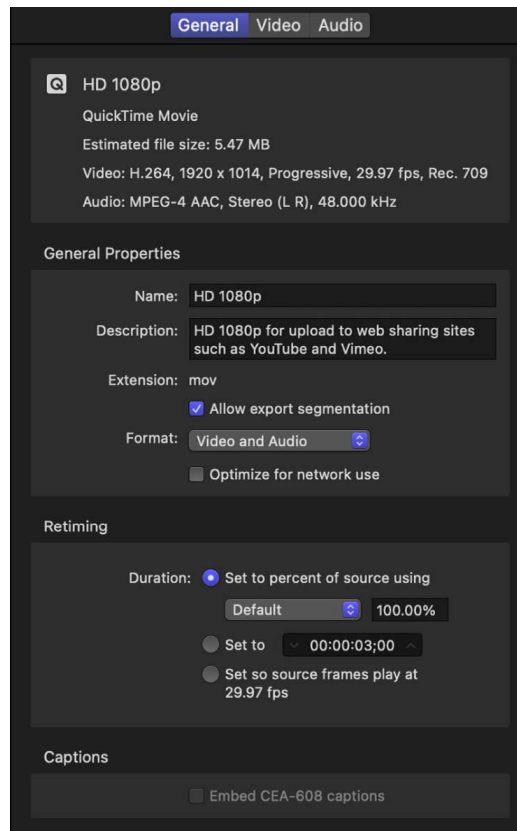 General Video Audio
Q HD 1080p
QuickTime Movie
Estimated file size: 5.47 MB
Video: H.264, 1920 x 1014, Progressive, 29.97 fps, Rec. 709
Audio: MPEG-4 AAC, Stereo (L R), 48.000 kHz
General Properties
Name: HD 1080p
Description: HD 1080p for upload to web sharing sites
such as YouTube and Vimeo.
Extension: mov
Allow export segmentation
Format: Video and Audio
Optimize for network use
Retiming
Duration: Set to percent of source using
Default 100.00%
Set to 00:00:03;00
Set so source frames play at
29.97 fps
Captions
Embed CEA-608 captions